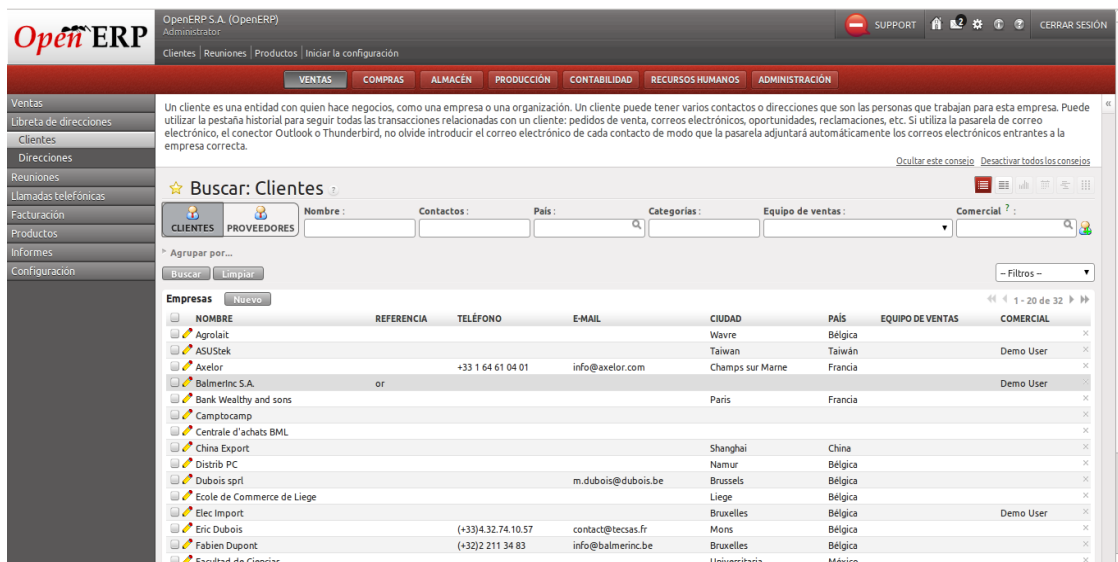 Open ERP
OpenERP S.A. (OpenERP)
Administrator
Clientes | Reuniones | Productos | Iniciar la configuración
SUPPORT 2 CERRAR SESIÓN
VENTAS COMPRAS ALMACÉN PRODUCCIÓN CONTABILIDAD RECURSOS HUMANOS ADMINISTRACIÓN
Ventas
Libreta de direcciones
Clientes
Direcciones
Reuniones
Llamadas telefónicas
Facturación
Productos
Informes
Configuración
Un cliente es una entidad con quien hace negocios, como una empresa o una organización. Un cliente puede tener varios contactos o direcciones que son las personas que trabajan para esta empresa. Puede
utilizar la pestaña historial para seguir todas las transacciones relacionadas con un cliente: pedidos de venta, correos electrónicos, oportunidades, reclamaciones, etc. Si utiliza la pasarela de correo
electrónico, el conector Outlook o Thunderbird, no olvide introducir el correo electrónico de cada contacto de modo que la pasarela adjuntará automáticamente los correos electrónicos entrantes a la
empresa correcta.
Ocultar este consejo Desactivar todos los consejos
Buscar: Clientes ?
CLIENTES PROVEEDORES
Nombre : Contactos : País : Categorías : Equipo de ventas : Comercial ? :
Agrupar por...
Buscar Limpiar -- Filtros --
Empresas Nuevo 1 - 20 de 32
NOMBRE REFERENCIA TELÉFONO E-MAIL CIUDAD PAÍS EQUIPO DE VENTAS COMERCIAL
Agrolait Wavre Bélgica
ASUStek Taiwan Taiwán Demo User
Axelor +33 1 64 61 04 01 info@axelor.com Champs sur Marne Francia
BalmerInc S.A. or Demo User
Bank Wealthy and sons Paris Francia
Camptocamp
Centrale d'achats BML
China Export Shanghai China
Distrib PC Namur Bélgica
Dubois sprl m.dubois@dubois.be Brussels Bélgica
Ecole de Commerce de Liege Liege Bélgica
Elec Import Bruxelles Bélgica Demo User
Eric Dubois (+33)4.32.74.10.57 contact@tecsas.fr Mons Bélgica
Fabien Dupont (+32)2 211 34 83 info@balmerinc.be Bruxelles Bélgica
Facultad de Ciencias Universitaria México